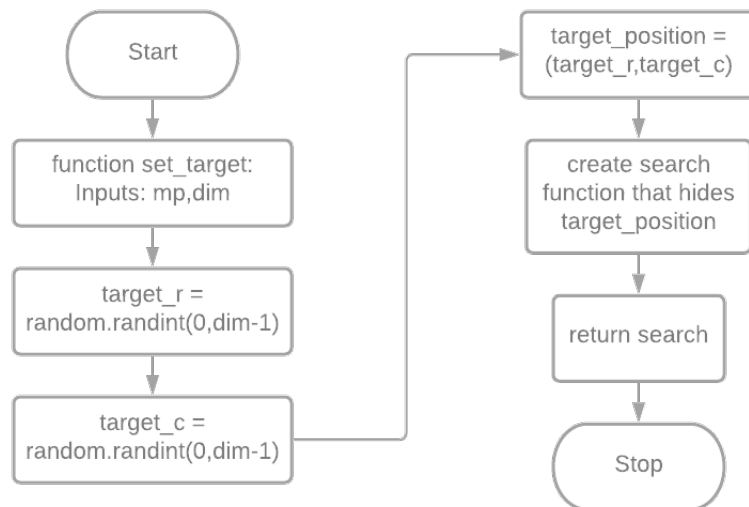 Start
function set_target:
Inputs: mp,dim
target_r =
random.randint(0,dim-1)
target_c =
random.randint(0,dim-1)
target_position =
(target_r,target_c)
create search
function that hides
target_position
return search
Stop